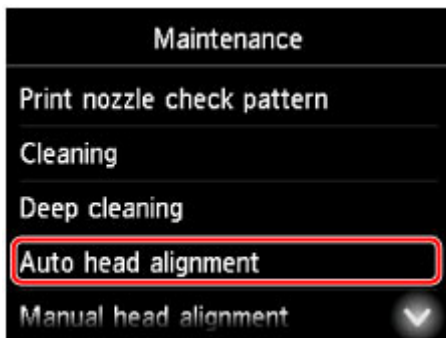 Maintenance
Print nozzle check pattern
Cleaning
Deep cleaning
Auto head alignment
Manual head alignment